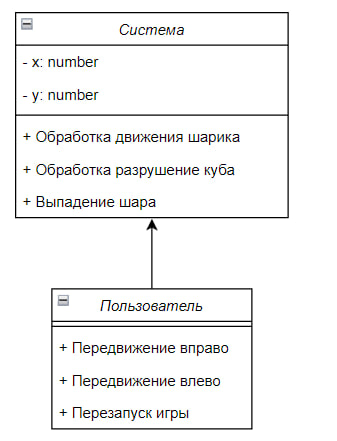 Система
- x: number
- y: number
+ Обработка движения шарика
+ Обработка разрушение куба
+ Выпадение шара
Пользователь
+ Передвижение вправо
+ Передвижение влево
+ Перезапуск игры